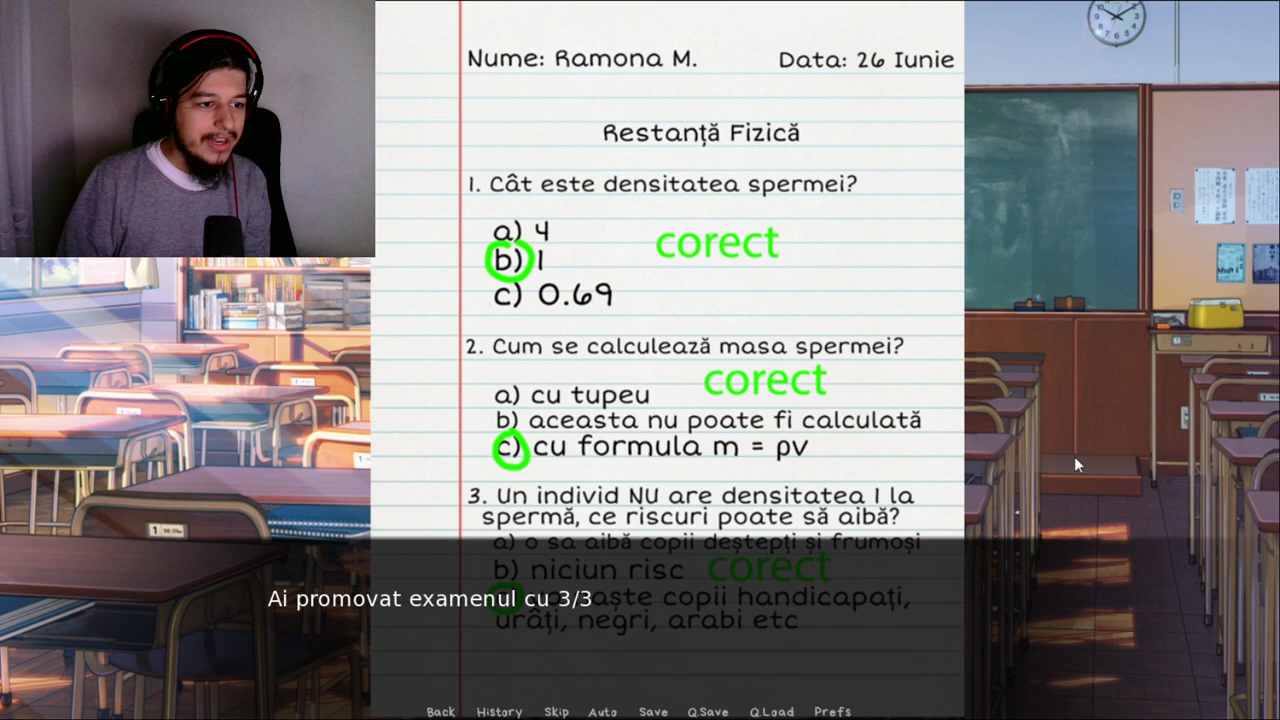 Nume: Ramona M. Data: 26 Iunie
Restanță Fizică
1. Cât este densitatea spermei?
a) 4
corect
b) 1
c) 0.69
2. Cum se calculează masa spermei?
corect
a) cu tupeu
b) aceasta nu poate fi calculată
c) cu formula m = ρv
3. Un individ NU are densitatea 1 la
spermă, ce riscuri poate să aibă?
a) o sa aibă copii deștepți și frumoși
b) niciun risc corect
copii handicapați,
urâți, negri, arabi etc
Ai promovat examenul cu 3/3
Back History Skip Auto Save Q.Save Q.Load Prefs